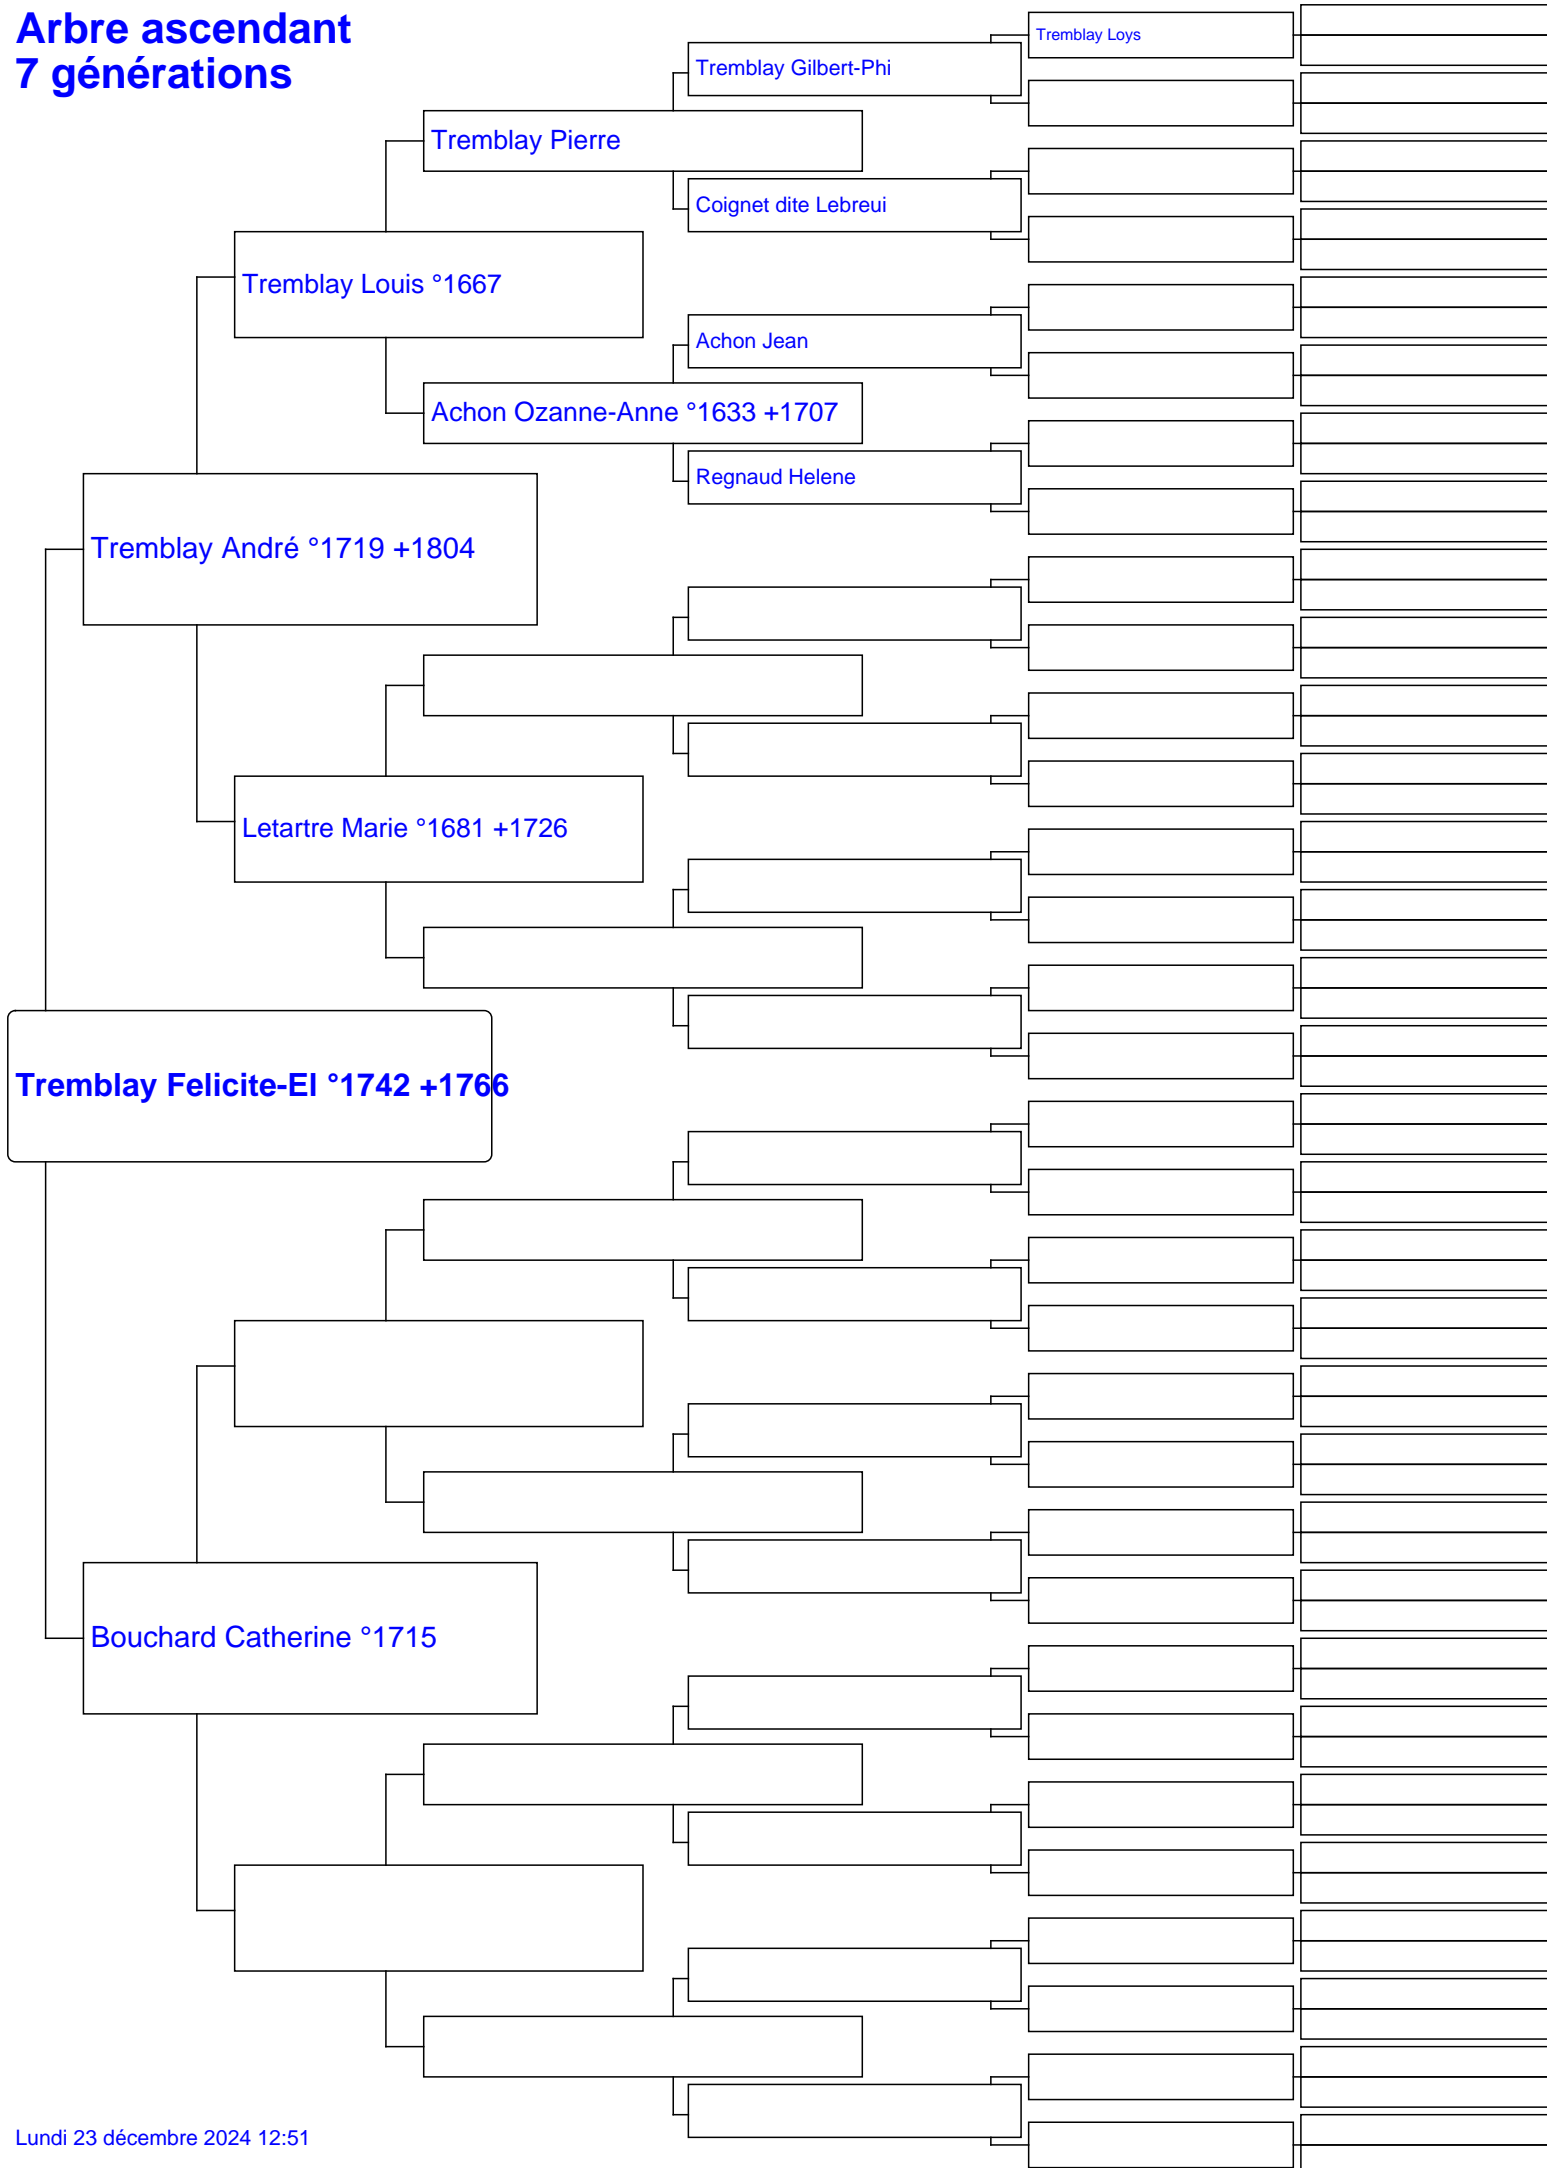 Arbre ascendant
7 générations
Tremblay Loys
Tremblay Gilbert-Phi
Tremblay Pierre
Coignet dite Lebreui
Tremblay Louis °1667
Achon Jean
Achon Ozanne-Anne °1633 +1707
Regnaud Helene
Tremblay André °1719 +1804
Letartre Marie °1681 +1726
Tremblay Felicite-El °1742 +1766
Bouchard Catherine °1715
Lundi 23 décembre 2024 12:51